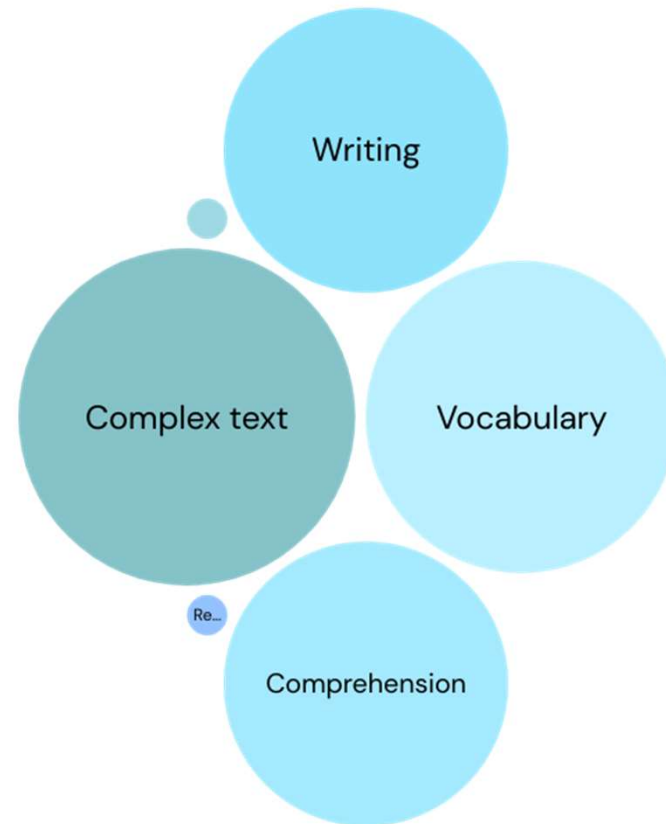 Writing
Complex text
Vocabulary
Re...
Comprehension